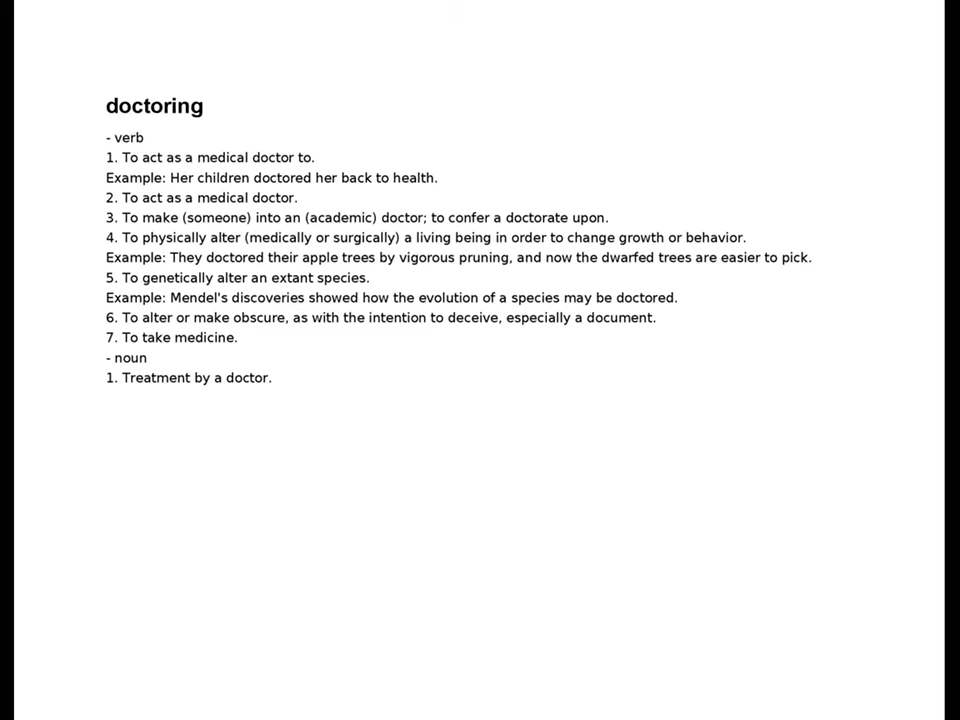 doctoring
- verb
1. To act as a medical doctor to.
Example: Her children doctored her back to health.
2. To act as a medical doctor.
3. To make (someone) into an (academic) doctor; to confer a doctorate upon.
4. To physically alter (medically or surgically) a living being in order to change growth or behavior.
Example: They doctored their apple trees by vigorous pruning, and now the dwarfed trees are easier to pick.
5. To genetically alter an extant species.
Example: Mendel's discoveries showed how the evolution of a species may be doctored.
6. To alter or make obscure, as with the intention to deceive, especially a document.
7. To take medicine.
- noun
1. Treatment by a doctor.